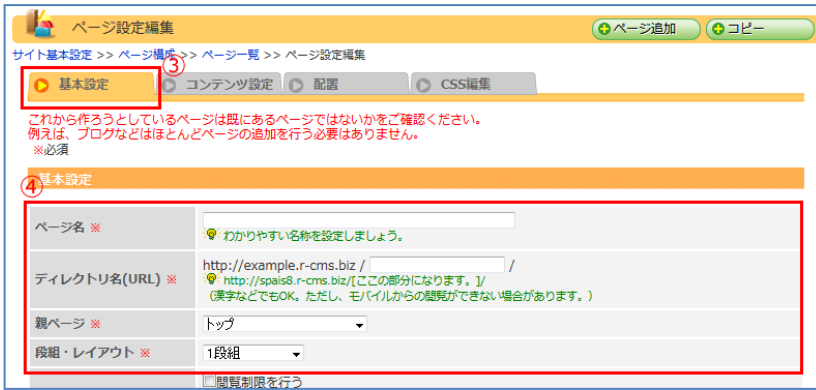 ページ設定編集
ページ追加
コピー
サイト基本設定 >> ページ構成 >> ページ一覧 >> ページ設定編集
③
基本設定
コンテンツ設定
配置
CSS編集
これから作ろうとしているページは既にあるページではないかをご確認ください。
例えば、ブログなどはほとんどページの追加を行う必要はありません。
※必須
④
基本設定
ページ名 ※
わかりやすい名称を設定しましょう。
ディレクトリ名(URL) ※
http://example.r-cms.biz / /
http://spais8.r-cms.biz/[ここの部分になります。]/
（漢字などでもOK。ただし、モバイルからの閲覧ができない場合があります。）
親ページ ※
トップ
段組・レイアウト ※
1段組
閲覧制限を行う